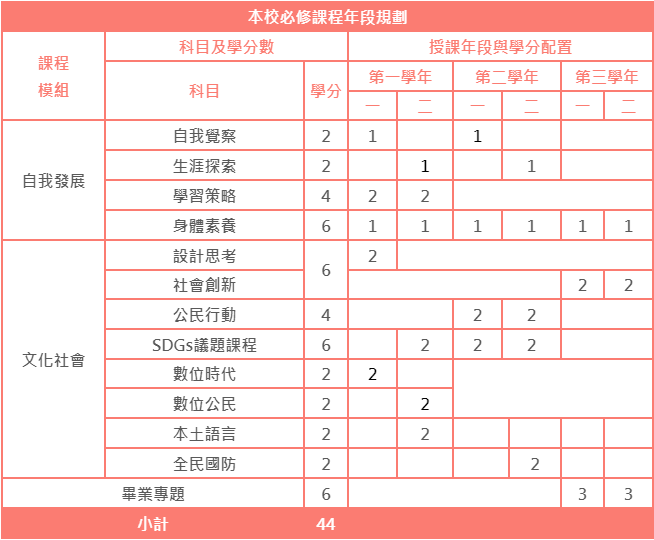 本校必修課程年段規劃
課程模組 科目及學分數 授課年段與學分配置
科目 學分 第一學年 第二學年 第三學年
一 二 一 二 一 二
自我發展 自我覺察 2 1 1
生涯探索 2 1 1
學習策略 4 2 2
身體素養 6 1 1 1 1 1 1
文化社會 設計思考 6 2
社會創新 2 2
公民行動 4 2 2
SDGs議題課程 6 2 2 2
數位時代 2 2
數位公民 2 2
本土語言 2 2
全民國防 2 2
畢業專題 6 3 3
小計 44